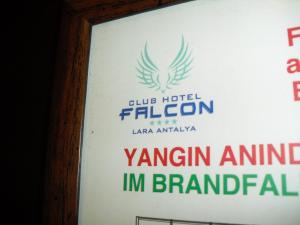 CLUB HOTEL
FALCON
LARA ANTALYA
YANGIN ANIND
IM BRANDFAL